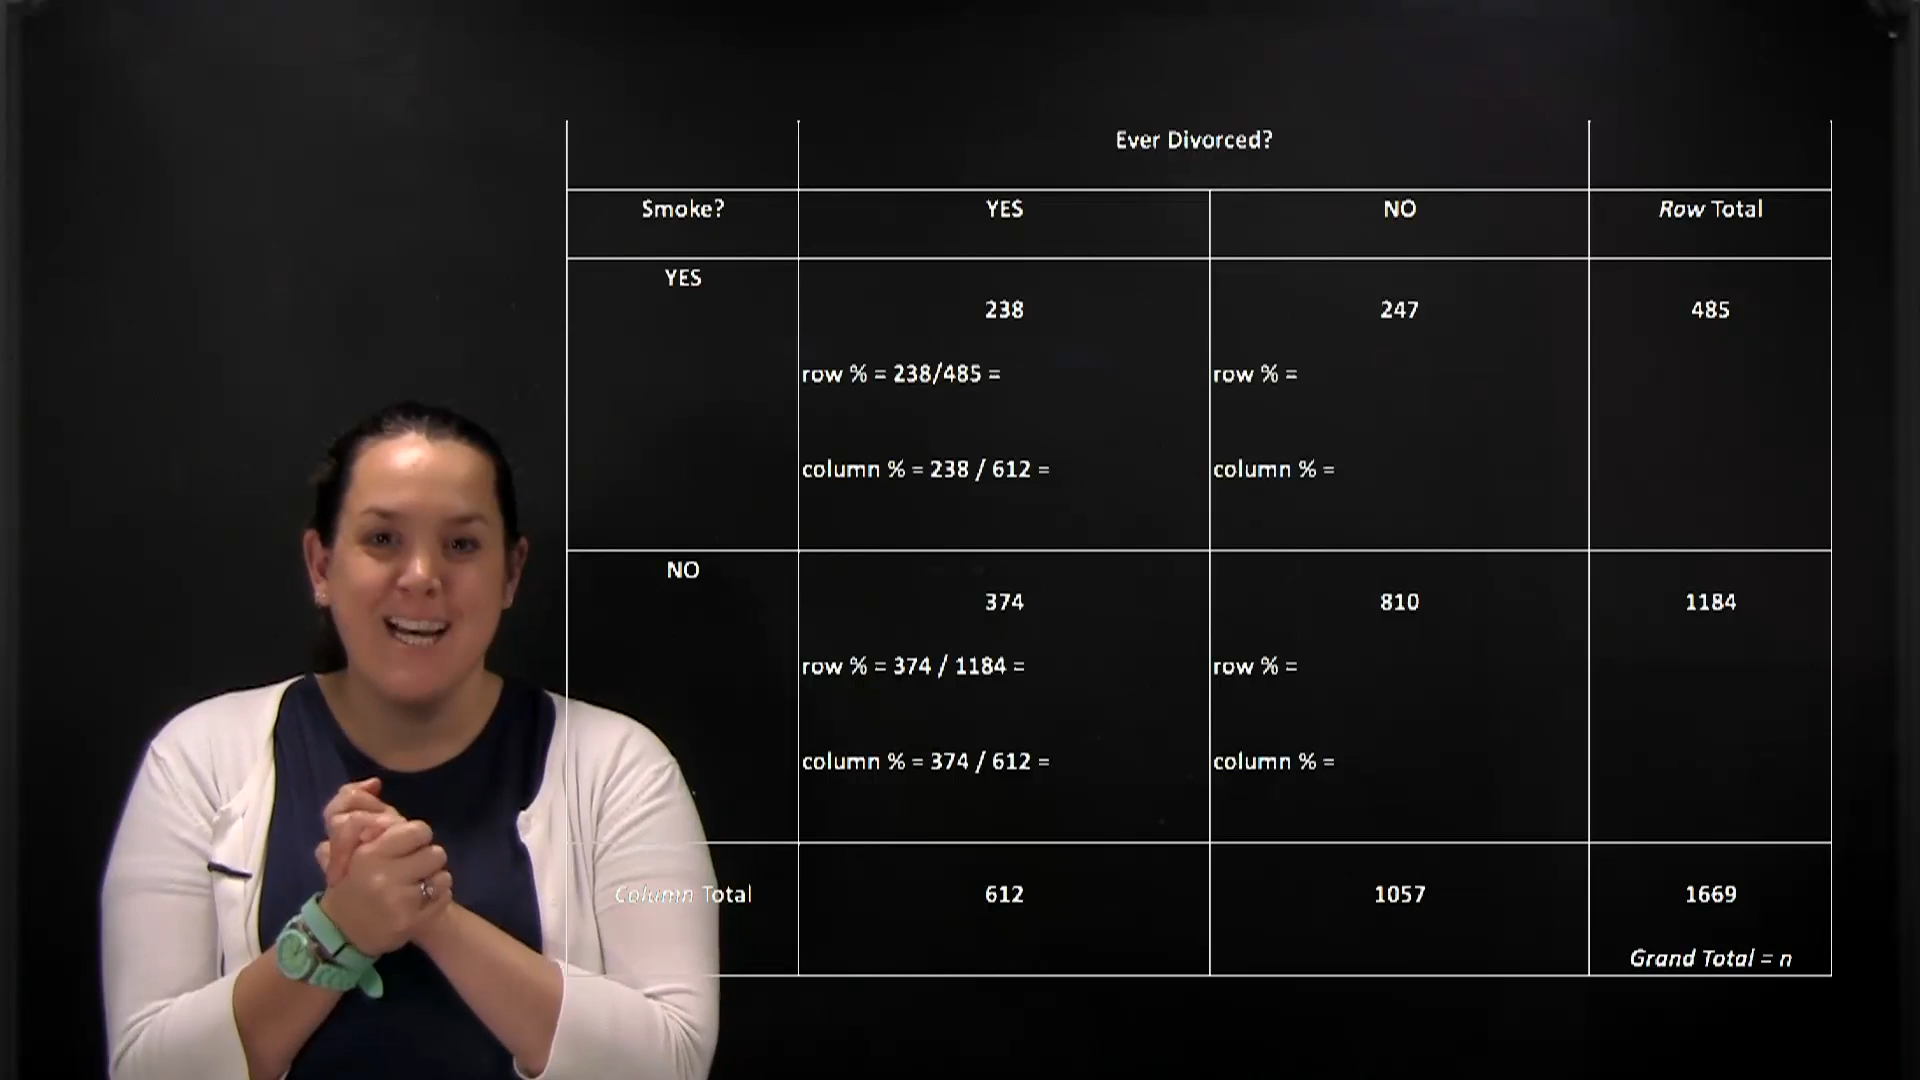 Ever Divorced?
Smoke? YES NO Row Total
YES
238 247 485
row % = 238/485 = row % =
column % = 238 / 612 = column % =
NO
374 810 1184
row % = 374 / 1184 = row % =
column % = 374 / 612 = column % =
Column Total 612 1057 1669
Grand Total = n